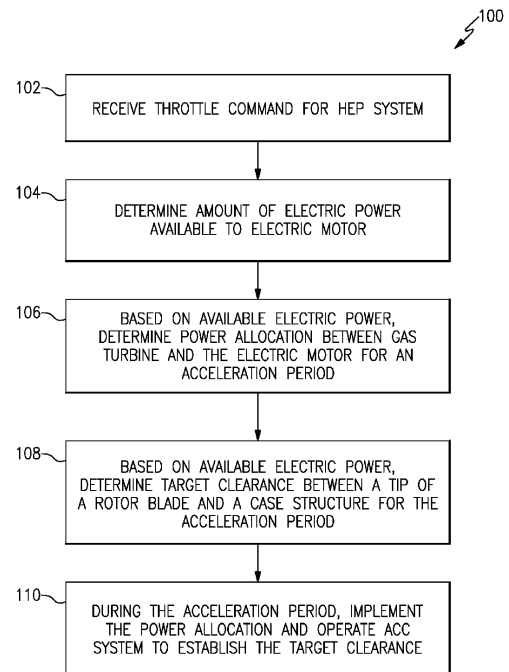 100
102
RECEIVE THROTTLE COMMAND FOR HEP SYSTEM
104
DETERMINE AMOUNT OF ELECTRIC POWER
AVAILABLE TO ELECTRIC MOTOR
106
BASED ON AVAILABLE ELECTRIC POWER,
DETERMINE POWER ALLOCATION BETWEEN GAS
TURBINE AND THE ELECTRIC MOTOR FOR AN
ACCELERATION PERIOD
108
BASED ON AVAILABLE ELECTRIC POWER,
DETERMINE TARGET CLEARANCE BETWEEN A TIP OF
A ROTOR BLADE AND A CASE STRUCTURE FOR THE
ACCELERATION PERIOD
110
DURING THE ACCELERATION PERIOD, IMPLEMENT
THE POWER ALLOCATION AND OPERATE ACC
SYSTEM TO ESTABLISH THE TARGET CLEARANCE